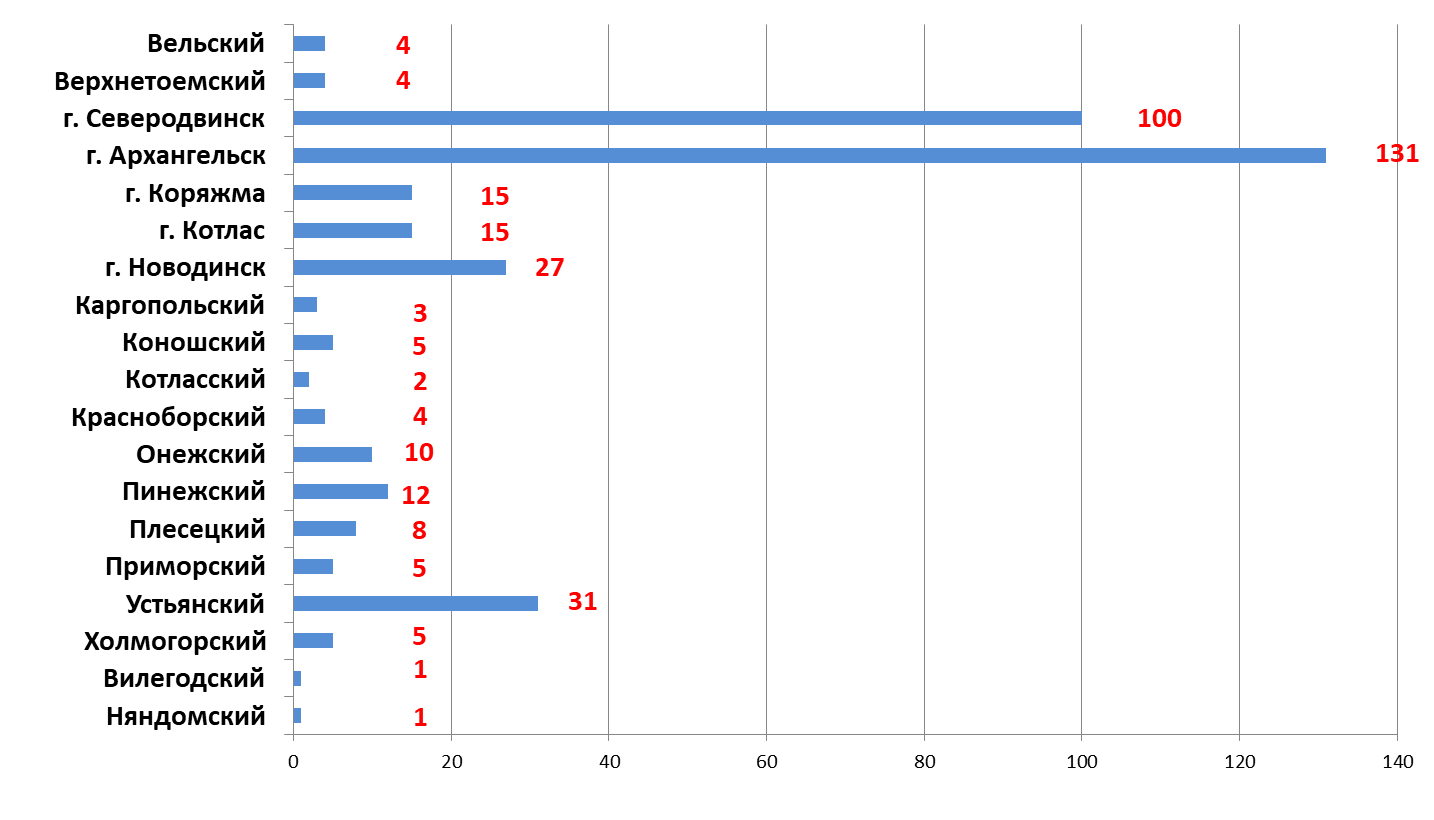 Вельский 4
Верхнетоемский 4
г. Северодвинск 100
г. Архангельск 131
г. Коряжма 15
г. Котлас 15
г. Новодинск 27
Каргопольский 3
Коношский 5
Котласский 2
Красноборский 4
Онежский 10
Пинежский 12
Плесецкий 8
Приморский 5
Устьянский 31
Холмогорский 5
Вилегодский 1
Няндомский 1
0 20 40 60 80 100 120 140